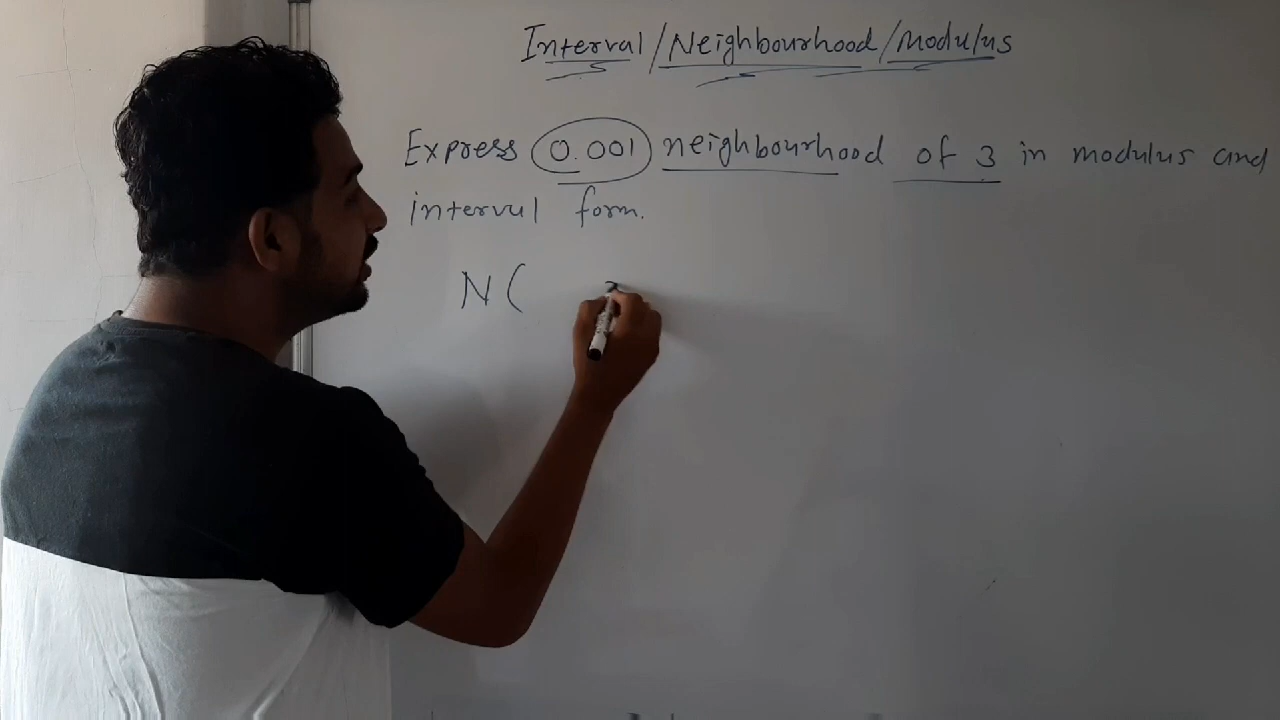 Interval/Neighbourhood/Modulus
Express 0.001 neighbourhood of 3 in modulus and
interval form.
N(